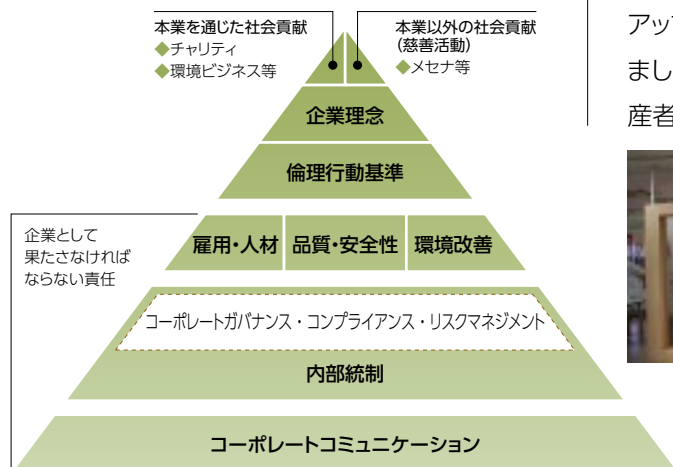 本業を通じた社会貢献
◆チャリティ
◆環境ビジネス等
本業以外の社会貢献
(慈善活動)
◆メセナ等
企業理念
倫理行動基準
企業として
果たさなければ
ならない責任
雇用・人材
品質・安全性
環境改善
コーポレートガバナンス・コンプライアンス・リスクマネジメント
内部統制
コーポレートコミュニケーション
アッ
まし
産者